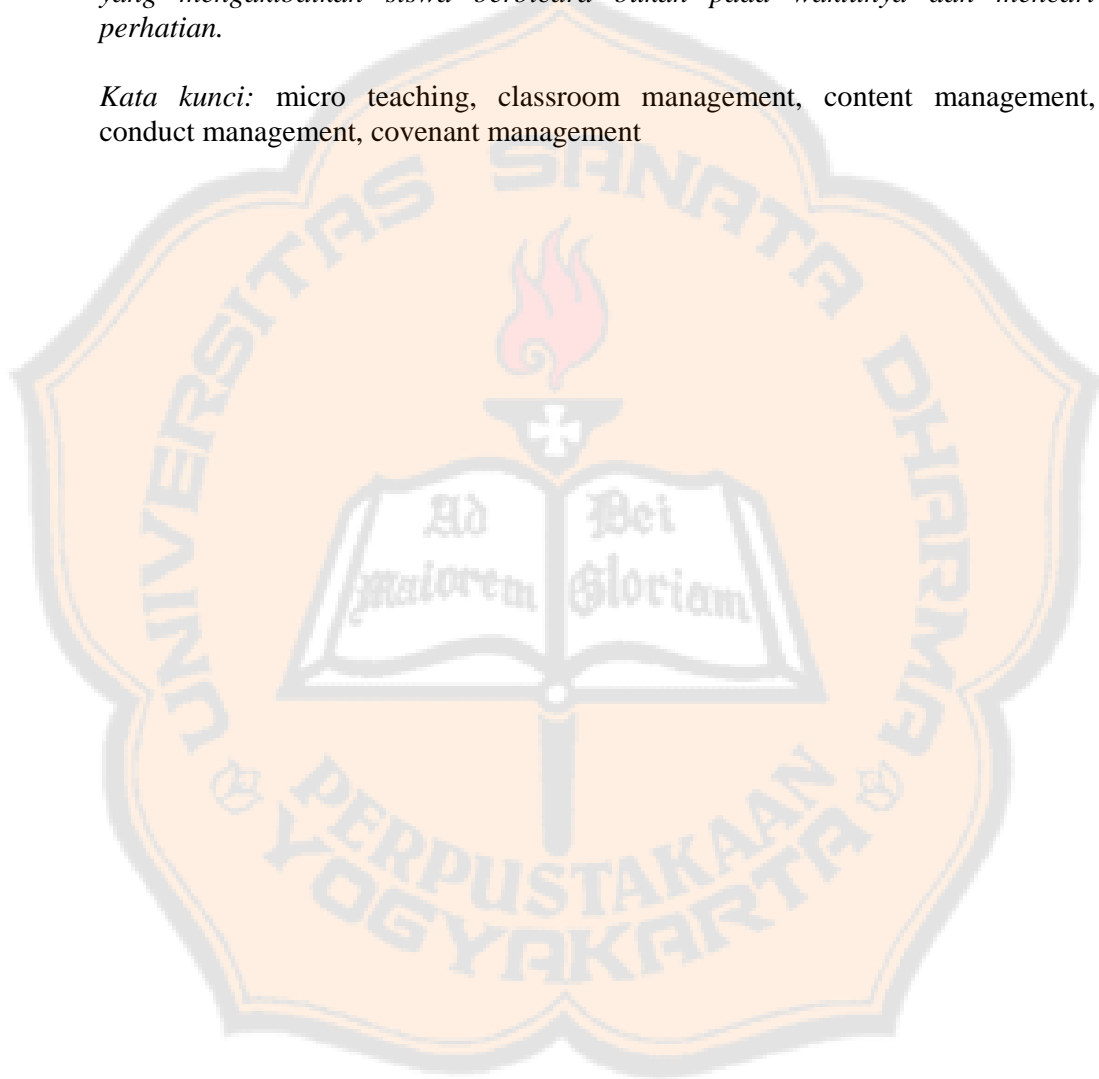 yang mengakibatkan siswa berbicara bukan pada waktunya dan mencari
perhatian.
Kata kunci: micro teaching, classroom management, content management,
conduct management, covenant management
UNIVERSITAS SANATA DHARMA
Ad Dei
Maiorem Gloriam
PERPUSTAKAAN
YOGYAKARTA